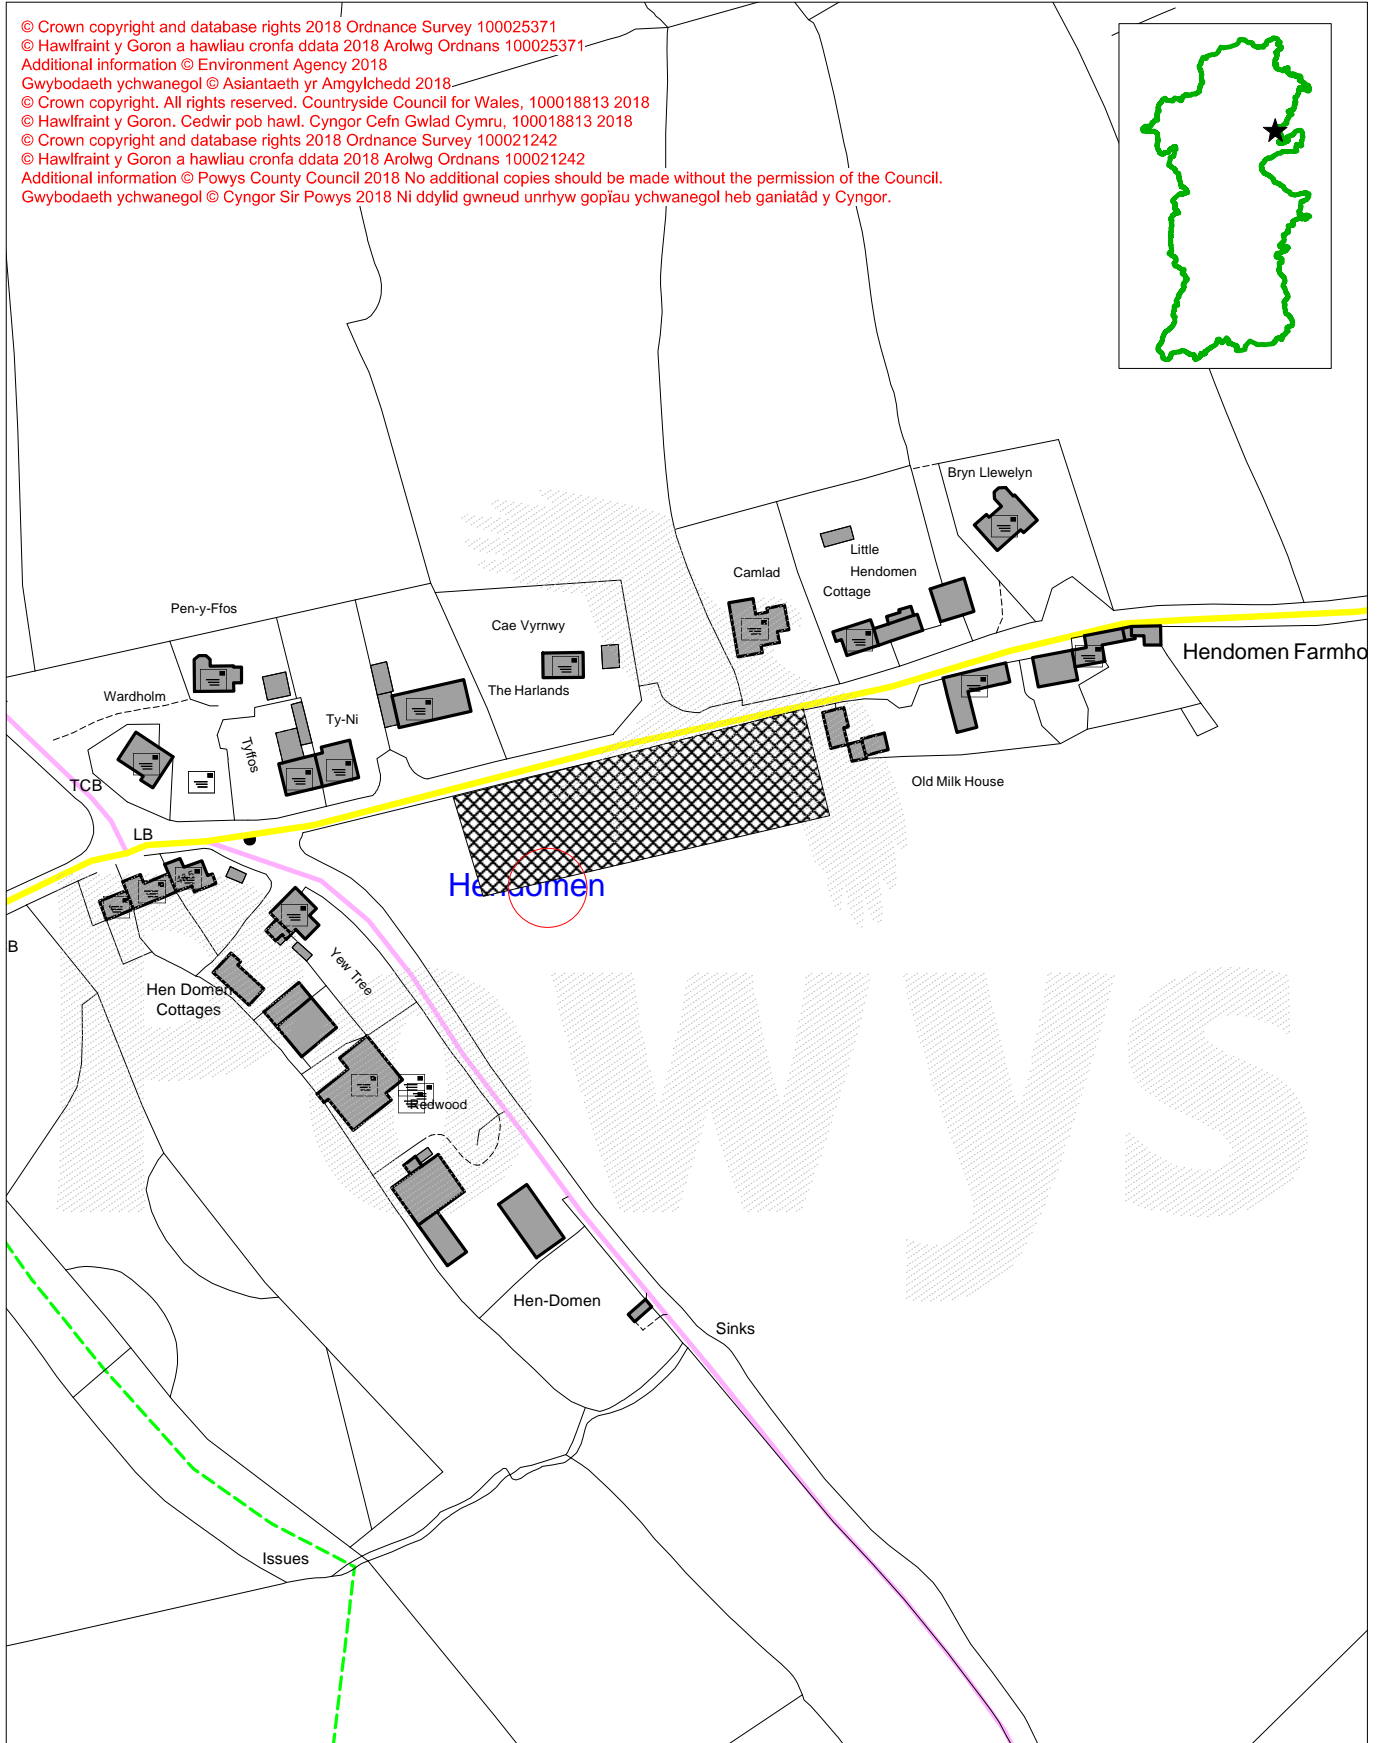 © Crown copyright and database rights 2018 Ordnance Survey 100025371
© Hawlfraint y Goron a hawliau cronfa ddata 2018 Arolwg Ordnans 100025371
Additional information © Environment Agency 2018
Gwybodaeth ychwanegol © Asiantaeth yr Amgylchedd 2018
© Crown copyright. All rights reserved. Countryside Council for Wales, 100018813 2018
© Hawlfraint y Goron. Cedwir pob hawl. Cyngor Cefn Gwlad Cymru, 100018813 2018
© Crown copyright and database rights 2018 Ordnance Survey 100021242
© Hawlfraint y Goron a hawliau cronfa ddata 2018 Arolwg Ordnans 100021242
Additional information © Powys County Council 2018 No additional copies should be made without the permission of the Council.
Gwybodaeth ychwanegol © Cyngor Sir Powys 2018 Ni ddylid gwneud unrhyw gopïau ychwanegol heb ganiatâd y Cyngor.
Bryn Llewelyn
Little
Hendomen
Cottage
Camlad
Pen-y-Ffos
Cae Vyrnwy
Hendomen Farmho
The Harlands
Wardholm
Ty-Ni
Tyffos
TCB
Old Milk House
LB
Hendomen
B
Yew Tree
Hen Domen
Cottages
Powys
Redwood
Hen-Domen
Sinks
Issues